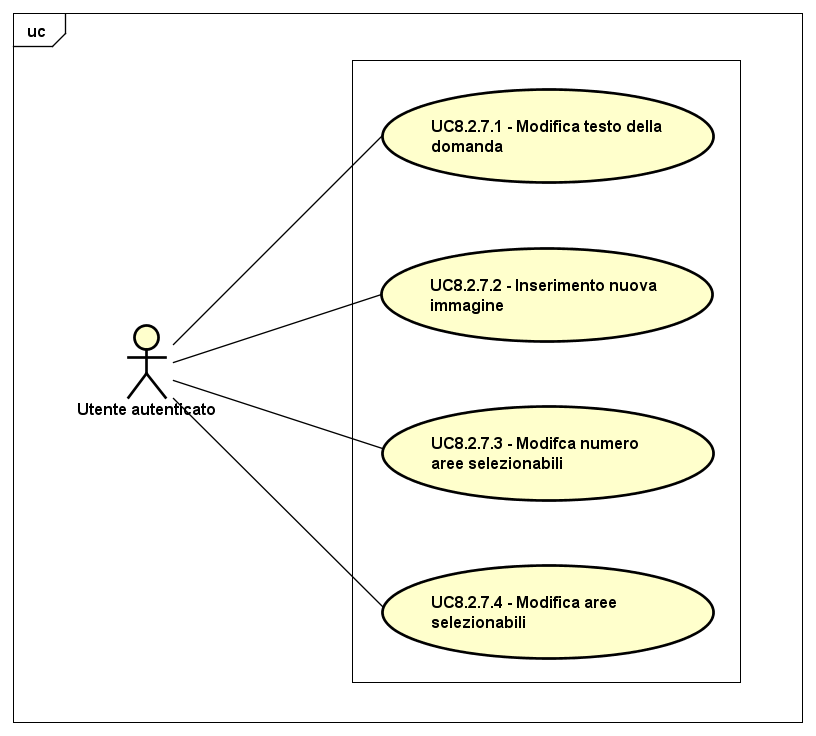 uc
UC8.2.7.1 - Modifica testo della
domanda
UC8.2.7.2 - Inserimento nuova
immagine
Utente autenticato
UC8.2.7.3 - Modifca numero
aree selezionabili
UC8.2.7.4 - Modifica aree
selezionabili